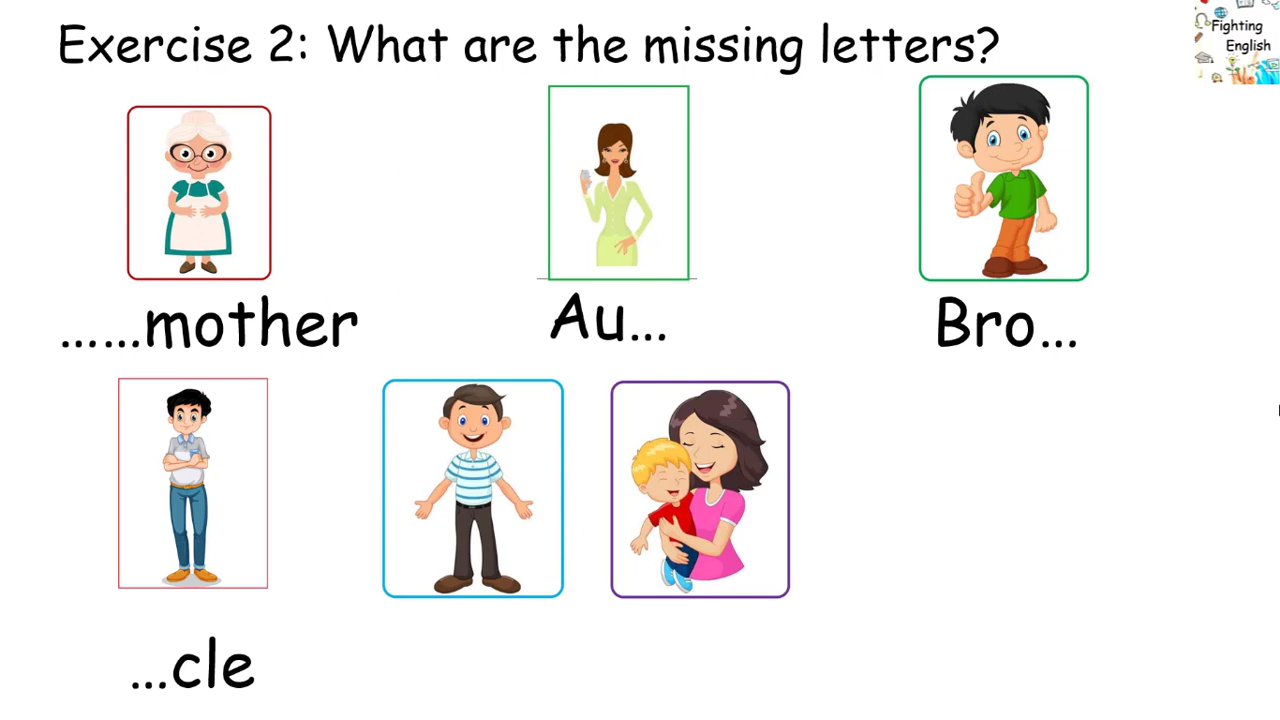 Exercise 2: What are the missing letters?
Fighting
English
......mother
Au...
Bro...
...cle